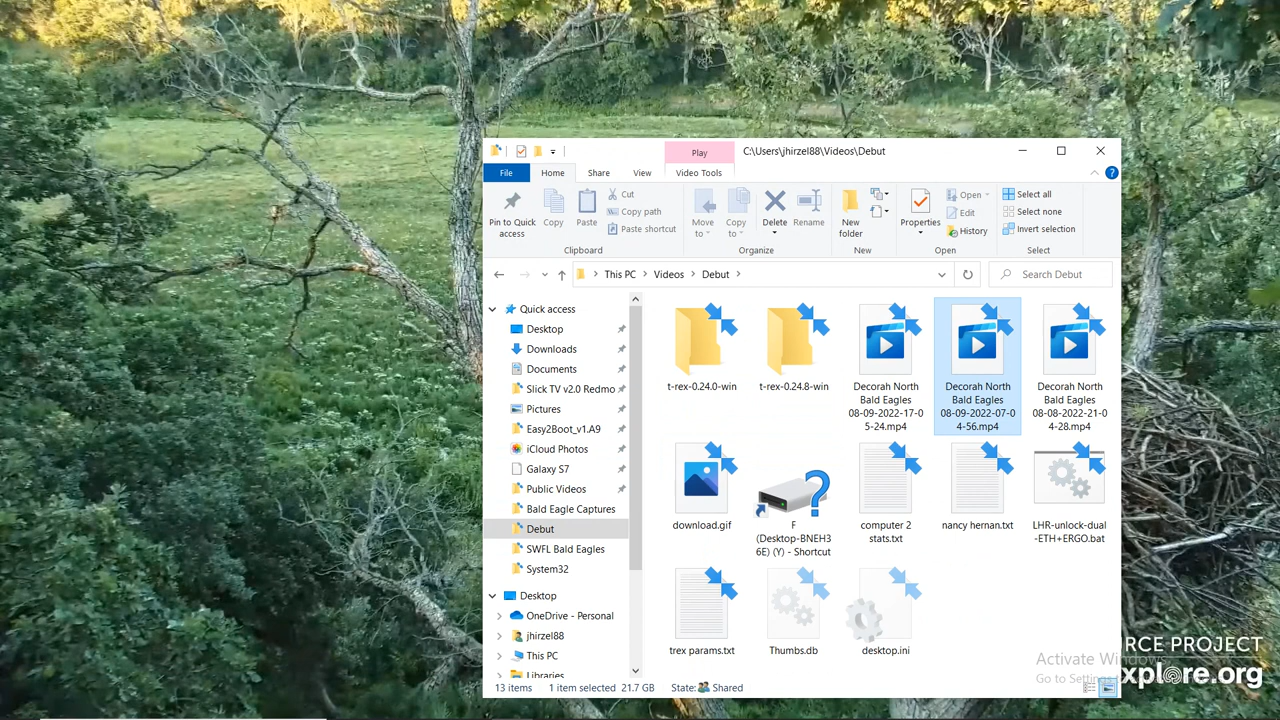 Play
C:\Users\jhirzel88\Videos\Debut
File
Home
Share
View
Video Tools
Pin to Quick
access
Copy
Paste
Cut
Copy path
Paste shortcut
Clipboard
Move
to
Copy
to
Delete
Rename
Organize
New
folder
New
Properties
Open
Edit
History
Open
Select all
Select none
Invert selection
Select
This PC
Videos
Debut
Search Debut
Quick access
Desktop
Downloads
Documents
Slick TV v2.0 Redmo
Pictures
Easy2Boot_v1.A9
iCloud Photos
Galaxy S7
Public Videos
Bald Eagle Captures
Debut
SWFL Bald Eagles
System32
Desktop
OneDrive - Personal
jhirzel88
This PC
Libraries
t-rex-0.24.0-win
t-rex-0.24.8-win
Decorah North
Bald Eagles
08-09-2022-17-0
5-24.mp4
Decorah North
Bald Eagles
08-09-2022-07-0
4-56.mp4
Decorah North
Bald Eagles
08-08-2022-21-0
4-28.mp4
download.gif
F
(Desktop-BNEH3
6E) (Y) - Shortcut
computer 2
stats.txt
nancy hernan.txt
LHR-unlock-dual
-ETH+ERGO.bat
trex params.txt
Thumbs.db
desktop.ini
13 items
1 item selected
21.7 GB
State:
Shared
RCE PROJECT
Activate Windows
Go to Settings
xplore.org